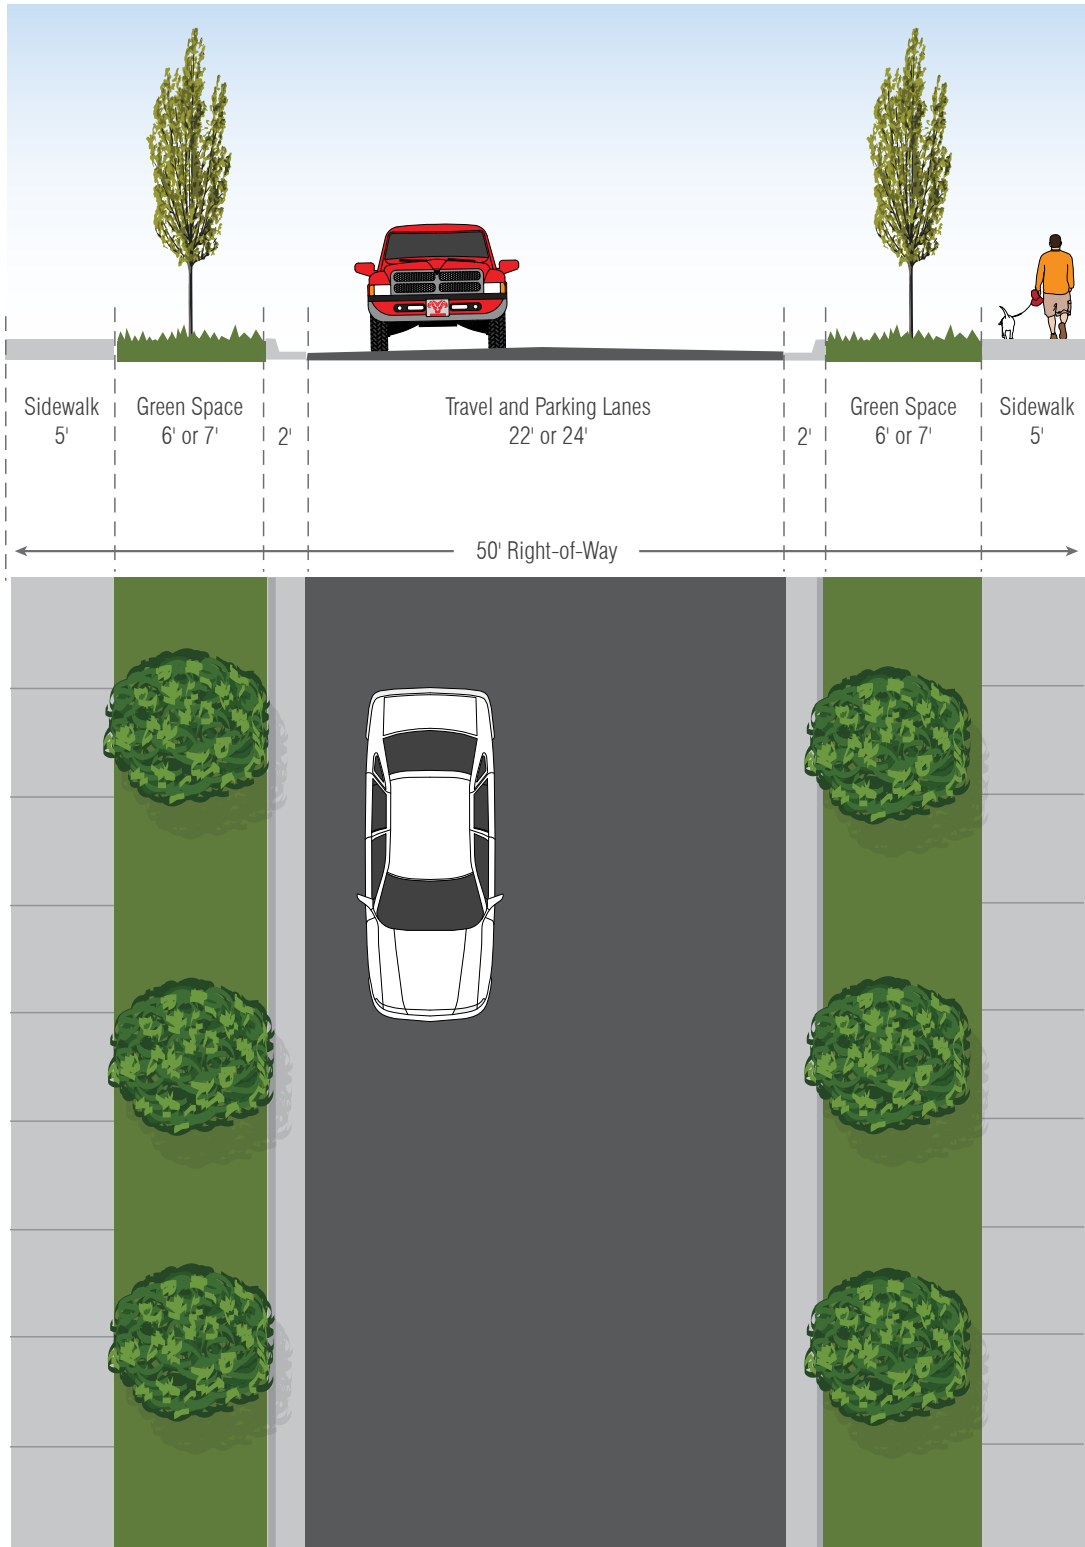 Sidewalk
5'
Green Space
6' or 7'
2'
Travel and Parking Lanes
22' or 24'
2'
Green Space
6' or 7'
Sidewalk
5'
50' Right-of-Way